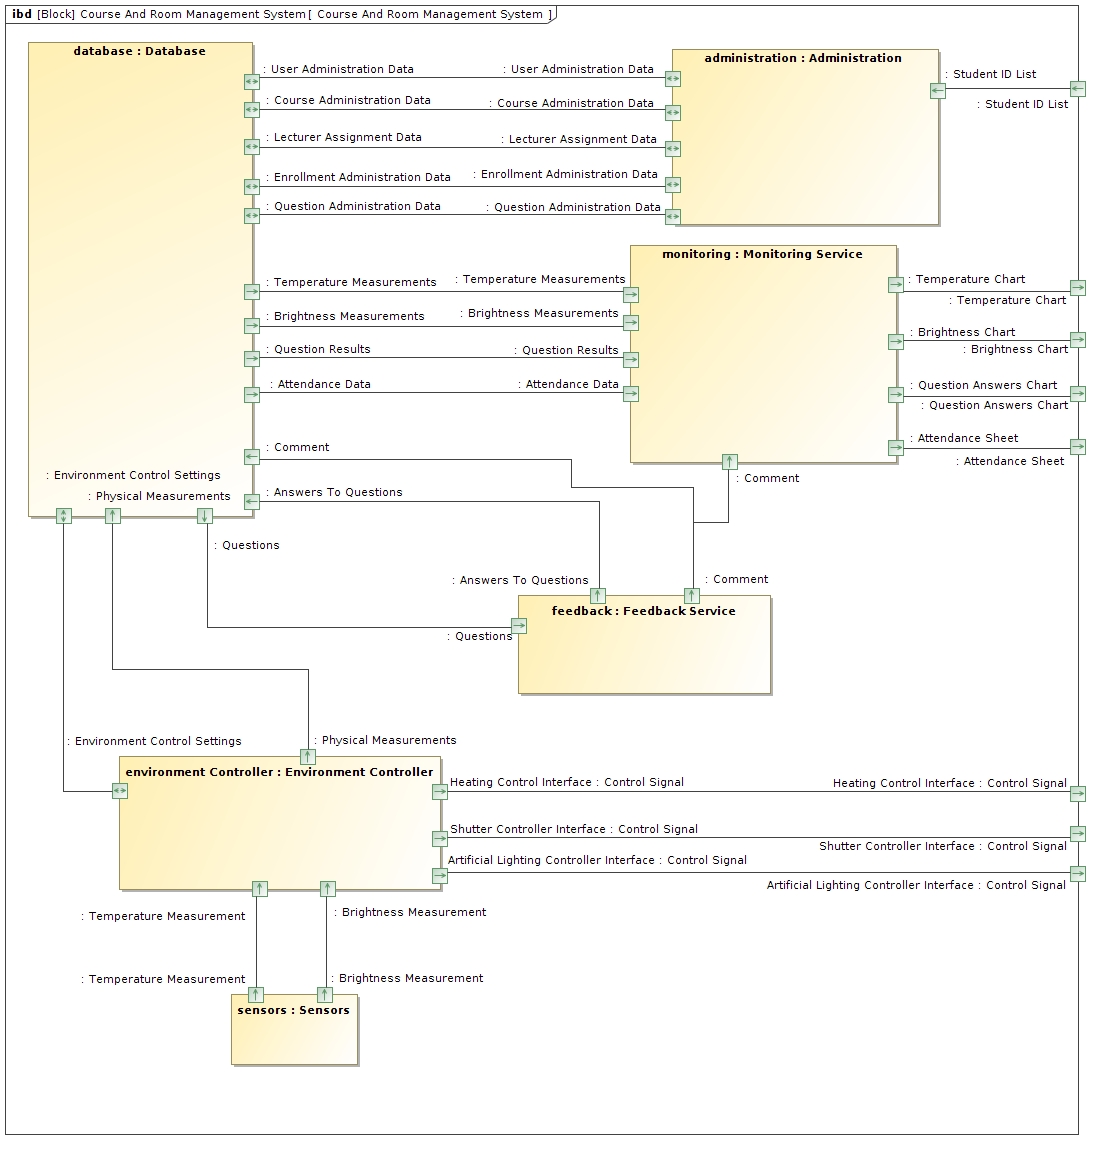 ibd [Block] Course And Room Management System[ Course And Room Management System ]
database : Database
administration : Administration
: User Administration Data
: User Administration Data
: Student ID List
: Student ID List
: Course Administration Data
: Course Administration Data
: Lecturer Assignment Data
: Lecturer Assignment Data
: Enrollment Administration Data
: Enrollment Administration Data
: Question Administration Data
: Question Administration Data
monitoring : Monitoring Service
: Temperature Measurements
: Temperature Measurements
: Temperature Chart
: Temperature Chart
: Brightness Measurements
: Brightness Measurements
: Brightness Chart
: Brightness Chart
: Question Results
: Question Results
: Attendance Data
: Attendance Data
: Question Answers Chart
: Question Answers Chart
: Attendance Sheet
: Attendance Sheet
: Comment
: Environment Control Settings
: Comment
: Physical Measurements
: Answers To Questions
: Questions
: Answers To Questions
: Comment
feedback : Feedback Service
: Questions
: Environment Control Settings
: Physical Measurements
environment Controller : Environment Controller
Heating Control Interface : Control Signal
Heating Control Interface : Control Signal
Shutter Controller Interface : Control Signal
Shutter Controller Interface : Control Signal
Artificial Lighting Controller Interface : Control Signal
Artificial Lighting Controller Interface : Control Signal
: Temperature Measurement
: Brightness Measurement
: Temperature Measurement
: Brightness Measurement
sensors : Sensors